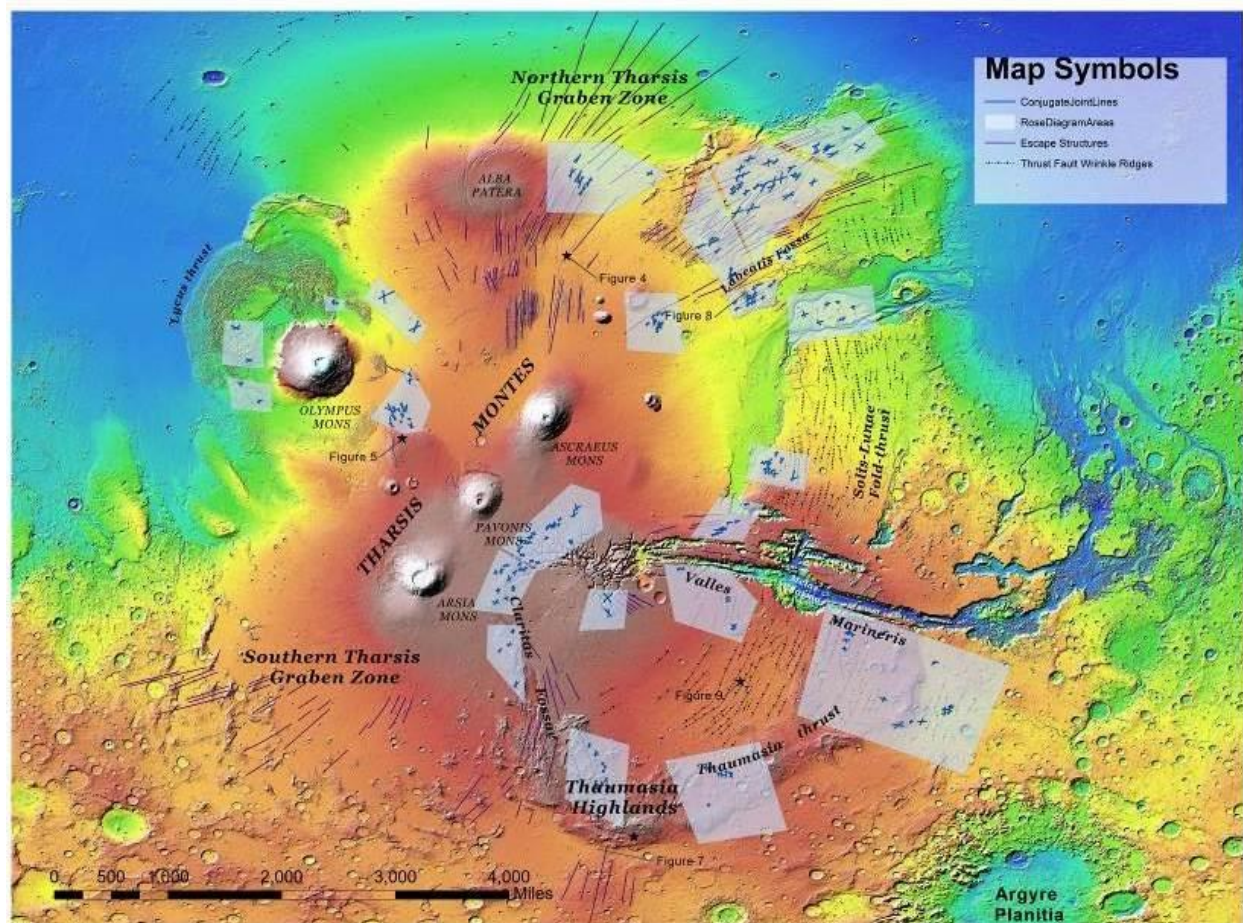 Northern Tharsis
Graben Zone
Map Symbols
ConjugateJointLines
RoseDiagramAreas
Escape Structures
Thrust Fault Wrinkle Ridges
ALBA
PATERA
Lycus thrust
Figure 4
Labeatis Fossa
Figure 8
OLYMPUS
MONS
MONTES
ASCRAEUS
MONS
Figure 5
Solis-Lunae
Fold-thrust
THARSIS
PAVONIS
MONS
ARSIA
MONS
Valles
Marineris
Claritas
Fossae
Southern Tharsis
Graben Zone
Figure 9
Thaumasia thrust
Thaumasia
Highlands
Figure 7
0 500 1,000 2,000 3,000 4,000
Miles
Argyre
Planitia